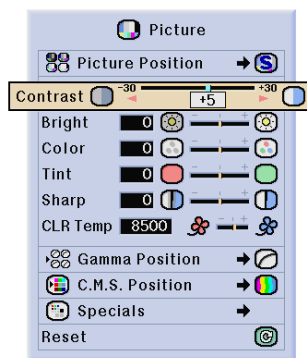 Picture
Picture Position S
Contrast -30 +5 +30
Bright 0 - +
Color 0 - +
Tint 0 - +
Sharp 0 - +
CLR Temp 8500 - +
Gamma Position
C.M.S. Position
Specials
Reset